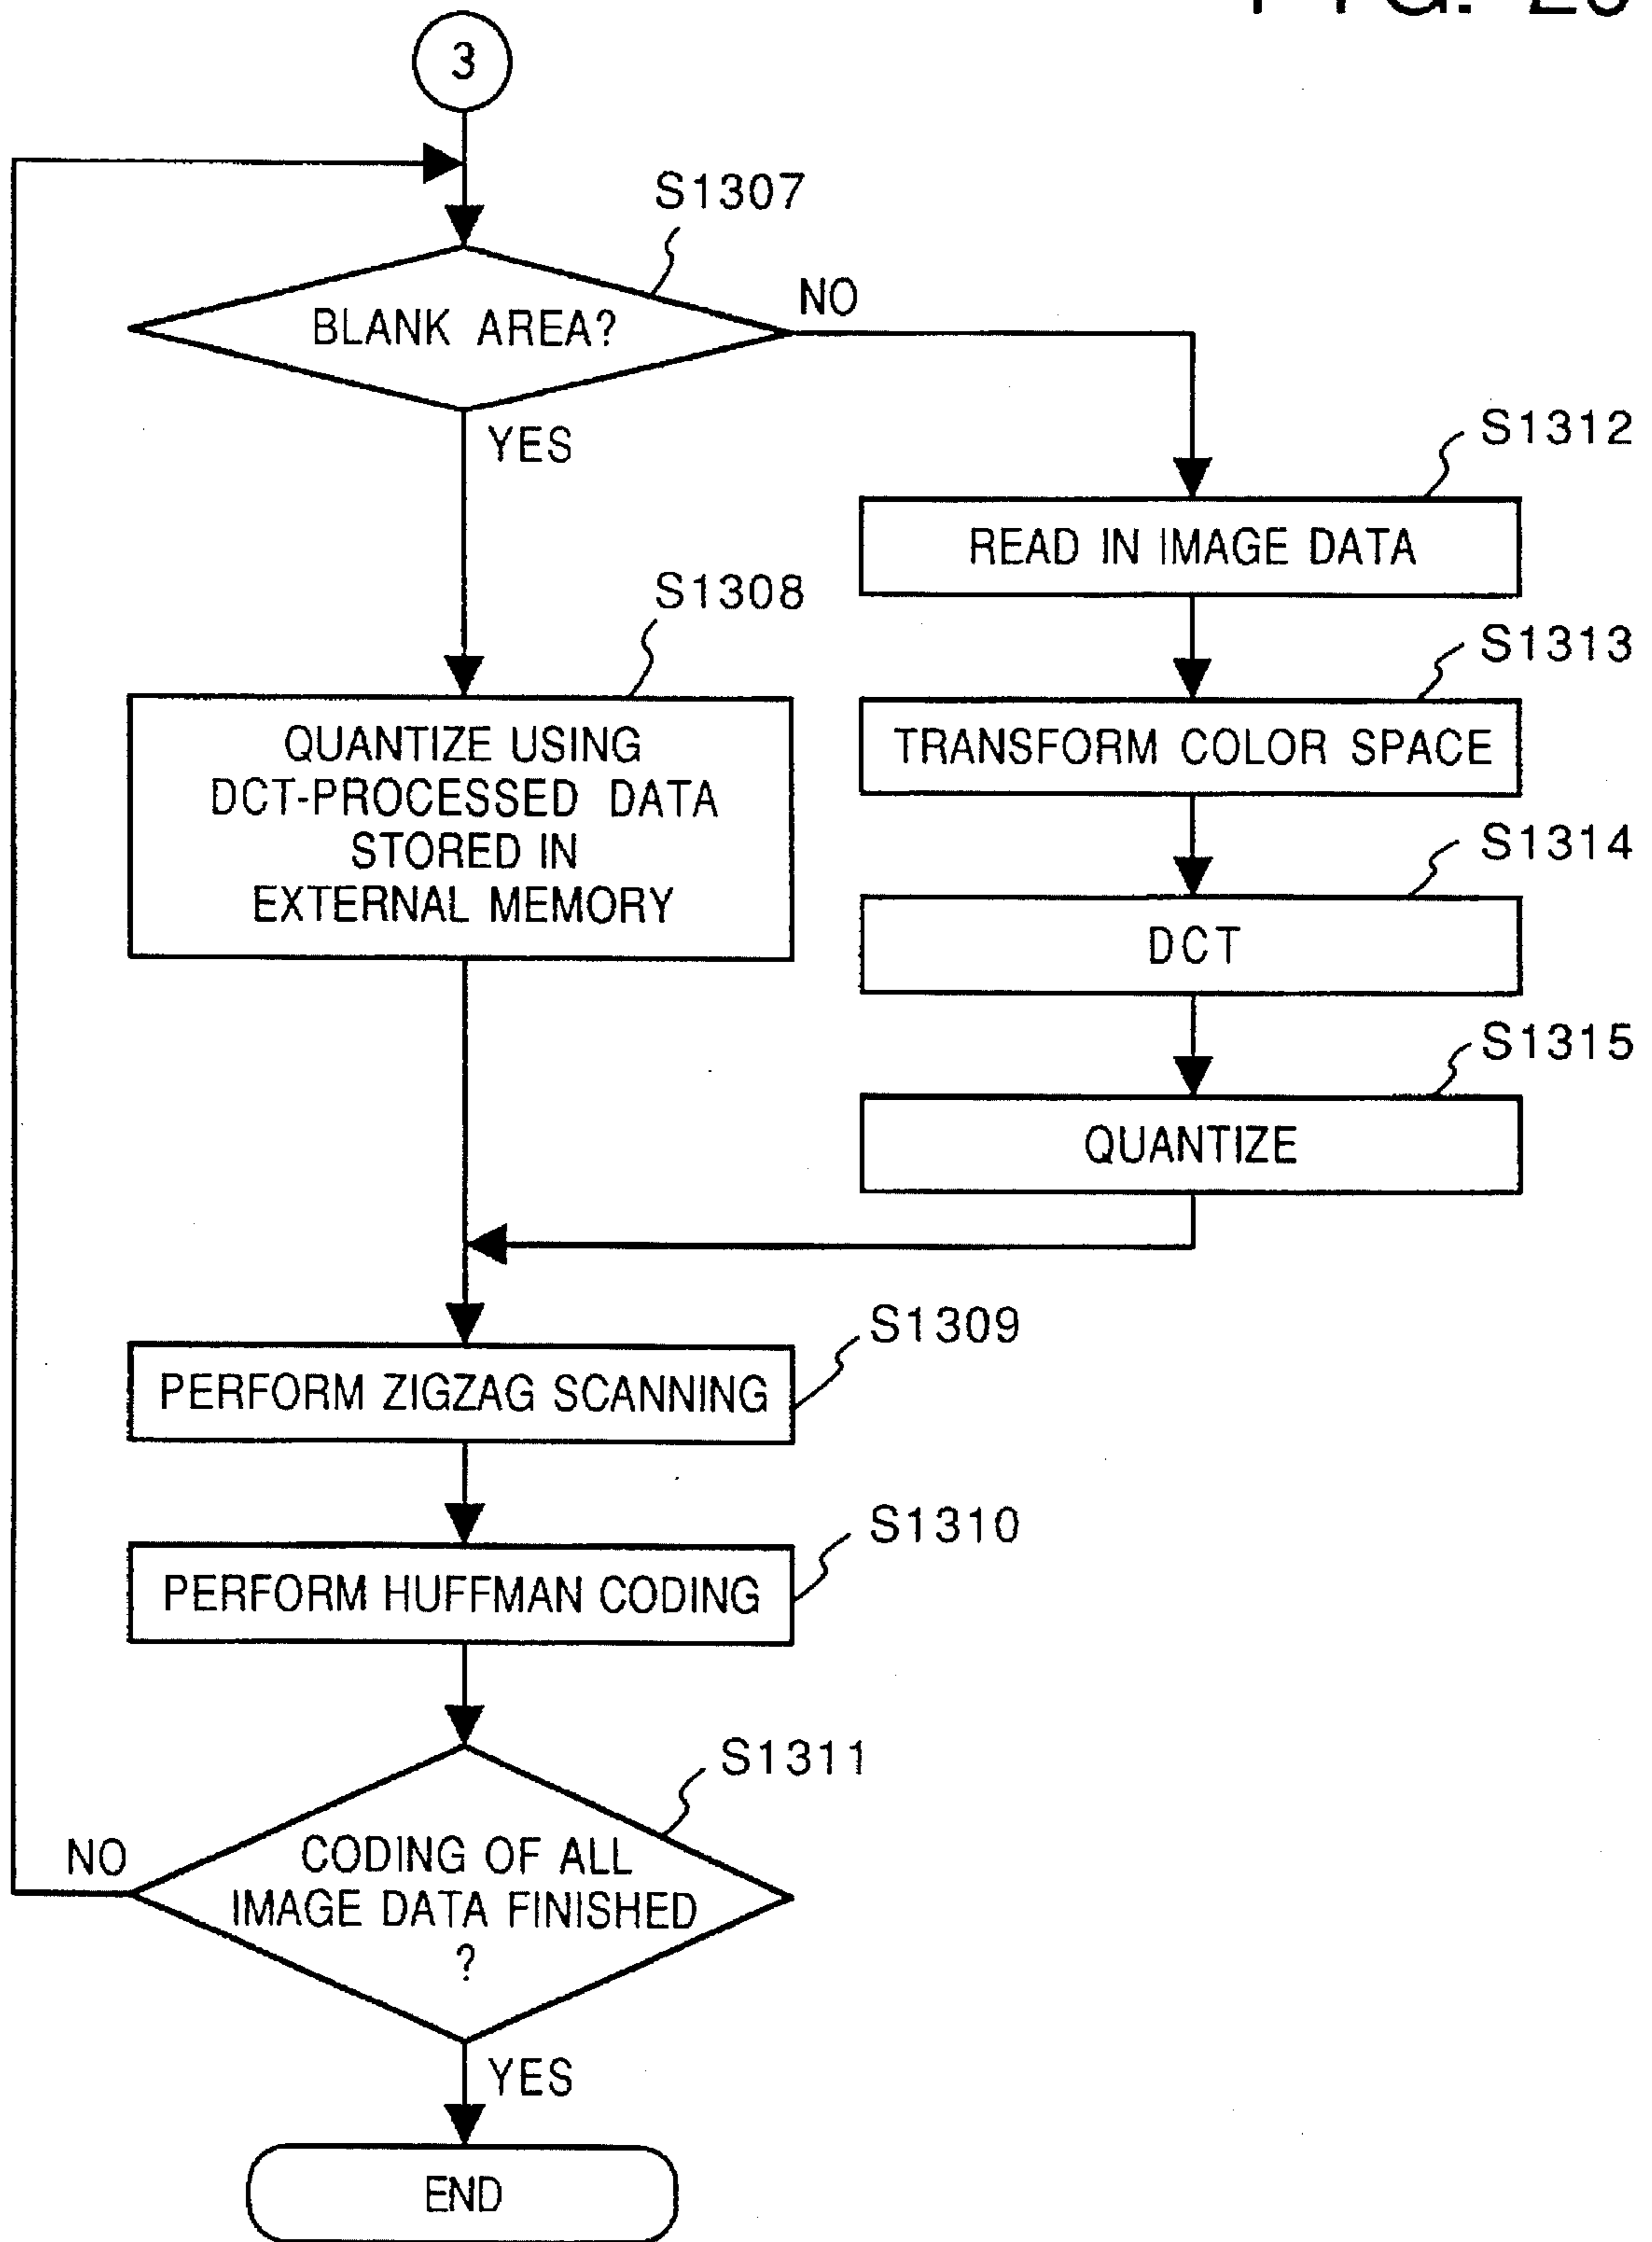 3
S1307
BLANK AREA?
NO
YES
S1312
READ IN IMAGE DATA
S1308
QUANTIZE USING
DCT-PROCESSED DATA
STORED IN
EXTERNAL MEMORY
S1313
TRANSFORM COLOR SPACE
S1314
DCT
S1315
QUANTIZE
S1309
PERFORM ZIGZAG SCANNING
S1310
PERFORM HUFFMAN CODING
S1311
CODING OF ALL
IMAGE DATA FINISHED
?
NO
YES
END